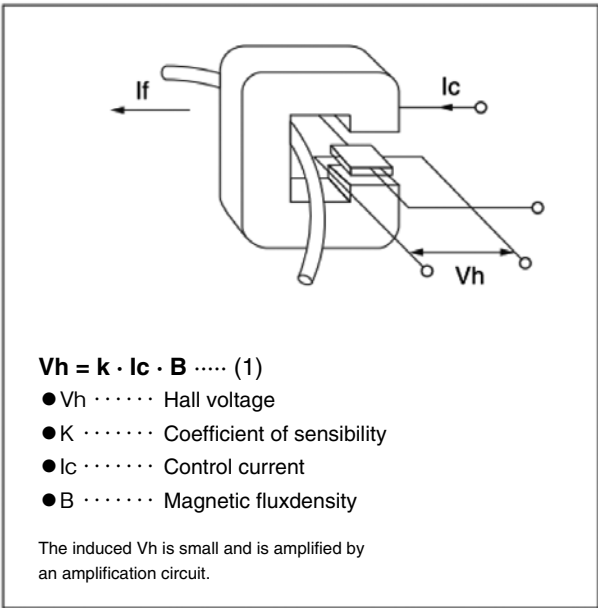 If
Ic
Vh
Vh = k · Ic · B ····· (1)
● Vh ······ Hall voltage
● K ······· Coefficient of sensibility
● Ic ······· Control current
● B ······· Magnetic fluxdensity
The induced Vh is small and is amplified by
an amplification circuit.